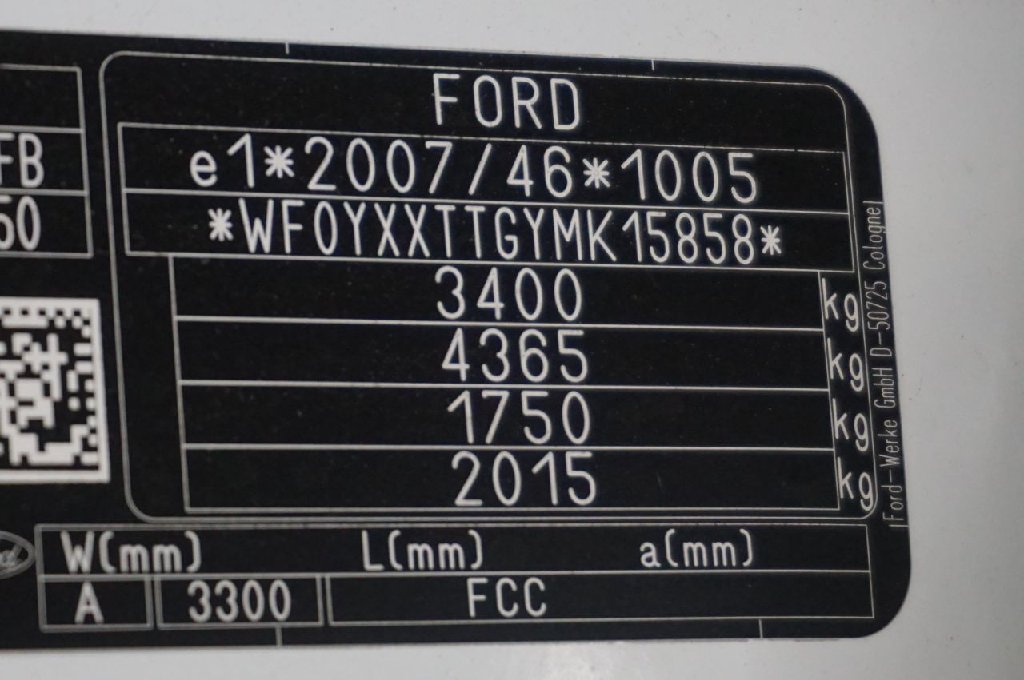 FORD
FB
e1*2007/46*1005
50
*WF0YXXTTGYMK15858*
3400 kg
4365 kg
1750 kg
2015 kg
Ford-Werke GmbH D-50725 Cologne
W(mm) L(mm) a(mm)
A 3300 FCC